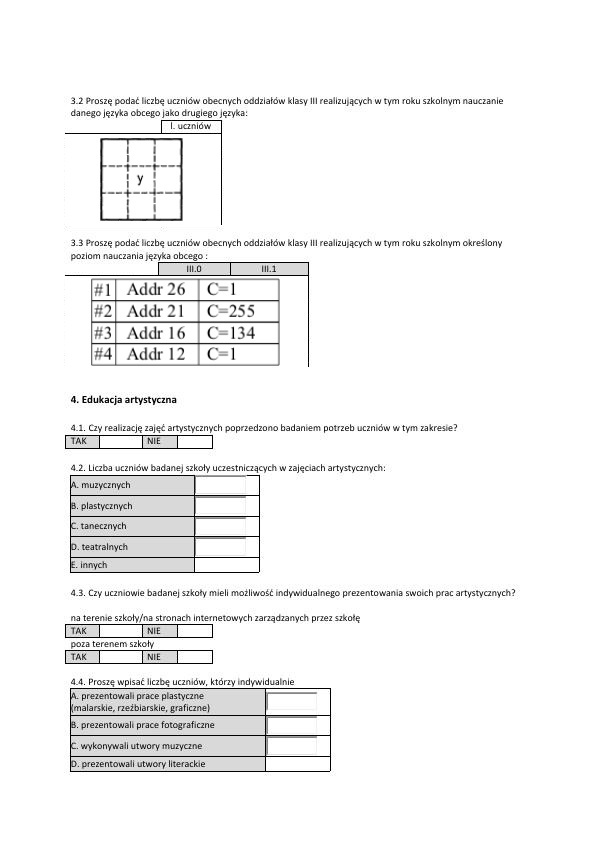 3.2 Proszę podać liczbę uczniów obecnych oddziałów klasy III realizujących w tym roku szkolnym nauczanie
danego języka obcego jako drugiego języka:
l. uczniów
y
3.3 Proszę podać liczbę uczniów obecnych oddziałów klasy III realizujących w tym roku szkolnym określony
poziom nauczania języka obcego :
III.0 III.1
#1 Addr 26 C=1
#2 Addr 21 C=255
#3 Addr 16 C=134
#4 Addr 12 C=1
4. Edukacja artystyczna
4.1. Czy realizację zajęć artystycznych poprzedzono badaniem potrzeb uczniów w tym zakresie?
TAK NIE
4.2. Liczba uczniów badanej szkoły uczestniczących w zajęciach artystycznych:
A. muzycznych
B. plastycznych
C. tanecznych
D. teatralnych
E. innych
4.3. Czy uczniowie badanej szkoły mieli możliwość indywidualnego prezentowania swoich prac artystycznych?
na terenie szkoły/na stronach internetowych zarządzanych przez szkołę
TAK NIE
poza terenem szkoły
TAK NIE
4.4. Proszę wpisać liczbę uczniów, którzy indywidualnie
A. prezentowali prace plastyczne
(malarskie, rzeźbiarskie, graficzne)
B. prezentowali prace fotograficzne
C. wykonywali utwory muzyczne
D. prezentowali utwory literackie